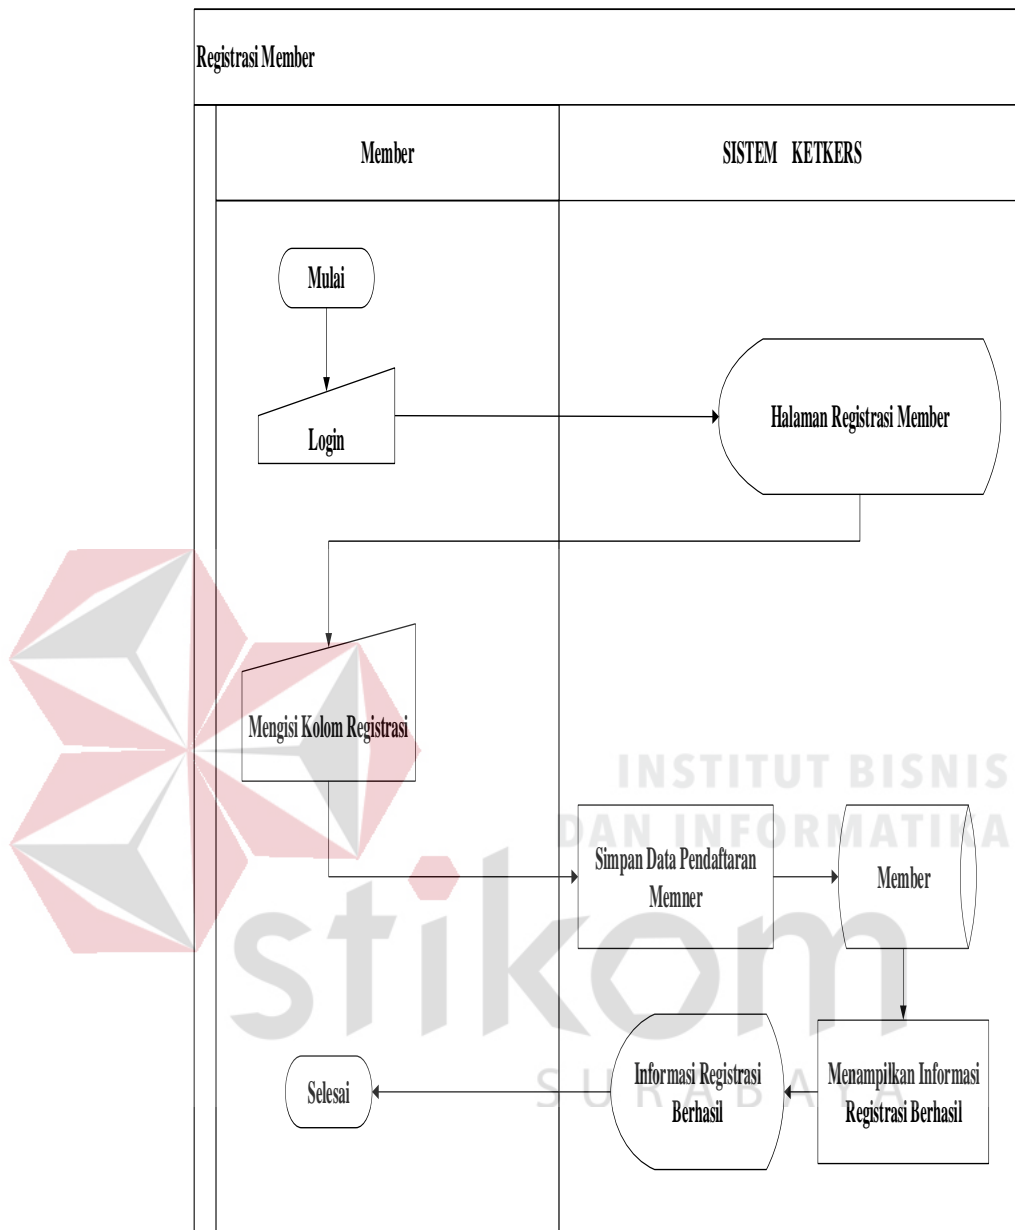 Registrasi Member
Member
SISTEM KETKERS
Mulai
Login
Halaman Registrasi Member
Mengisi Kolom Registrasi
INSTITUT BISNIS
DAN INFORMATIKA
Simpan Data Pendaftaran
Memner
Member
stikom
SURABAYA
Menampilkan Informasi
Registrasi Berhasil
Informasi Registrasi
Berhasil
Selesai